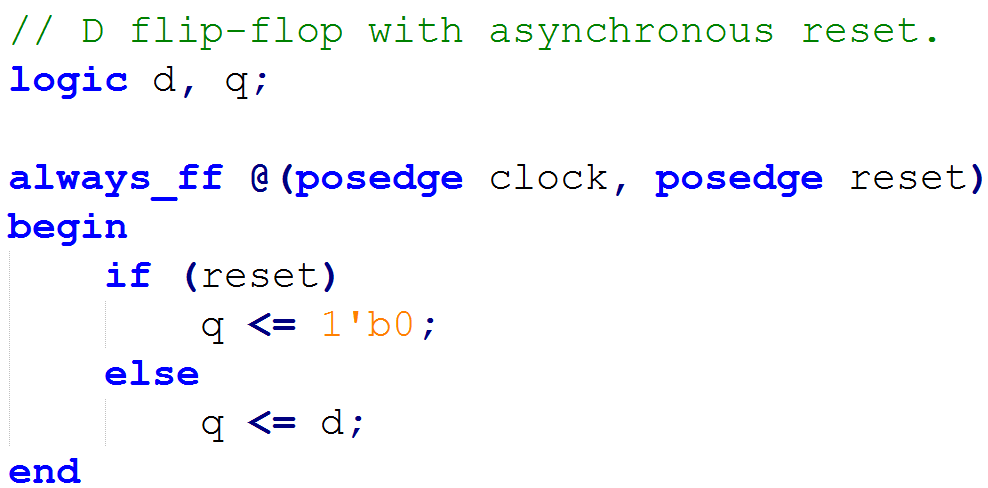 // D flip-flop with asynchronous reset.
logic d, q;

always_ff @(posedge clock, posedge reset)
begin
    if (reset)
        q <= 1'b0;
    else
        q <= d;
end